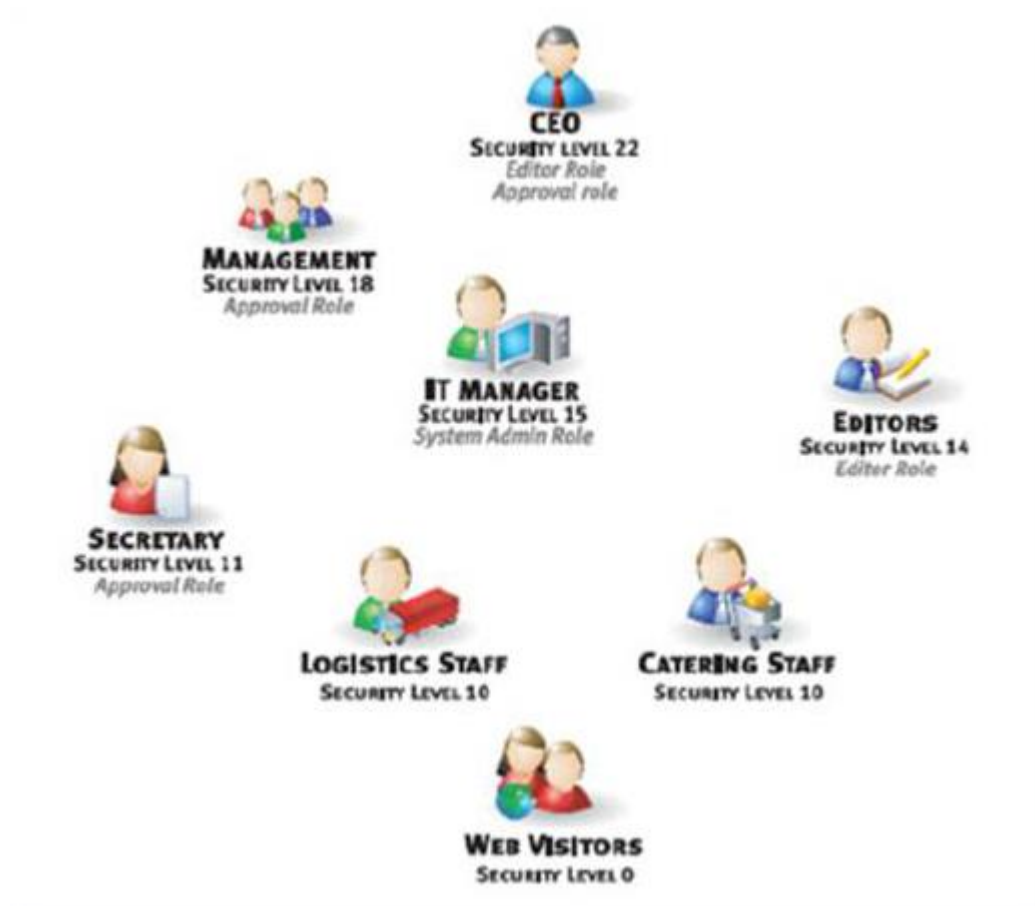 CEO
SECURITY LEVEL 22
Editor Role
Approval role
MANAGEMENT
SECURITY LEVEL 18
Approval Role
IT MANAGER
SECURITY LEVEL 15
System Admin Role
EDITORS
SECURITY LEVEL 14
Editor Role
SECRETARY
SECURITY LEVEL 11
Approval Role
LOGISTICS STAFF
SECURITY LEVEL 10
CATERING STAFF
SECURITY LEVEL 10
WEB VISITORS
SECURITY LEVEL 0